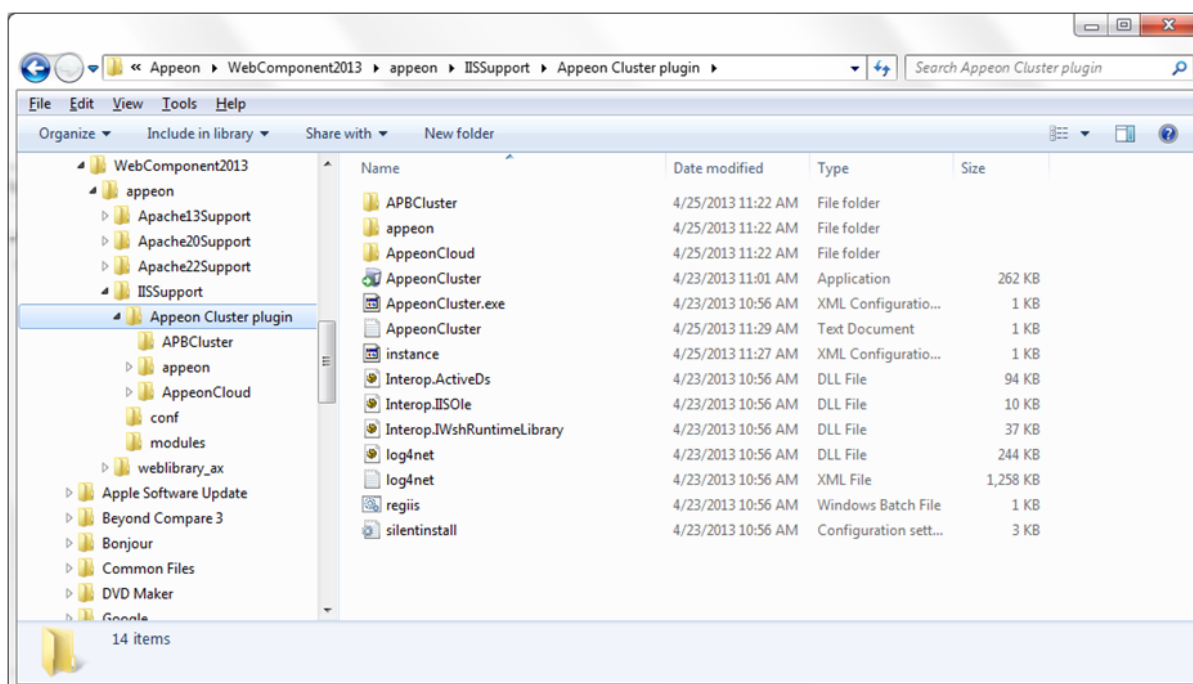 « Appeon ▸ WebComponent2013 ▸ appeon ▸ IISSupport ▸ Appeon Cluster plugin ▸ Search Appeon Cluster plugin
File Edit View Tools Help
Organize Include in library Share with New folder
WebComponent2013
appeon
Apache13Support
Apache20Support
Apache22Support
IISSupport
Appeon Cluster plugin
APBCluster
appeon
AppeonCloud
conf
modules
weblibrary_ax
Apple Software Update
Beyond Compare 3
Bonjour
Common Files
DVD Maker
Google
Name Date modified Type Size
APBCluster 4/25/2013 11:22 AM File folder
appeon 4/25/2013 11:22 AM File folder
AppeonCloud 4/25/2013 11:22 AM File folder
AppeonCluster 4/23/2013 11:01 AM Application 262 KB
AppeonCluster.exe 4/23/2013 10:56 AM XML Configuratio... 1 KB
AppeonCluster 4/25/2013 11:29 AM Text Document 1 KB
instance 4/25/2013 11:27 AM XML Configuratio... 1 KB
Interop.ActiveDs 4/23/2013 10:56 AM DLL File 94 KB
Interop.IISOle 4/23/2013 10:56 AM DLL File 10 KB
Interop.IWshRuntimeLibrary 4/23/2013 10:56 AM DLL File 37 KB
log4net 4/23/2013 10:56 AM DLL File 244 KB
log4net 4/23/2013 10:56 AM XML File 1,258 KB
regiis 4/23/2013 10:56 AM Windows Batch File 1 KB
silentinstall 4/23/2013 10:56 AM Configuration sett... 3 KB
14 items